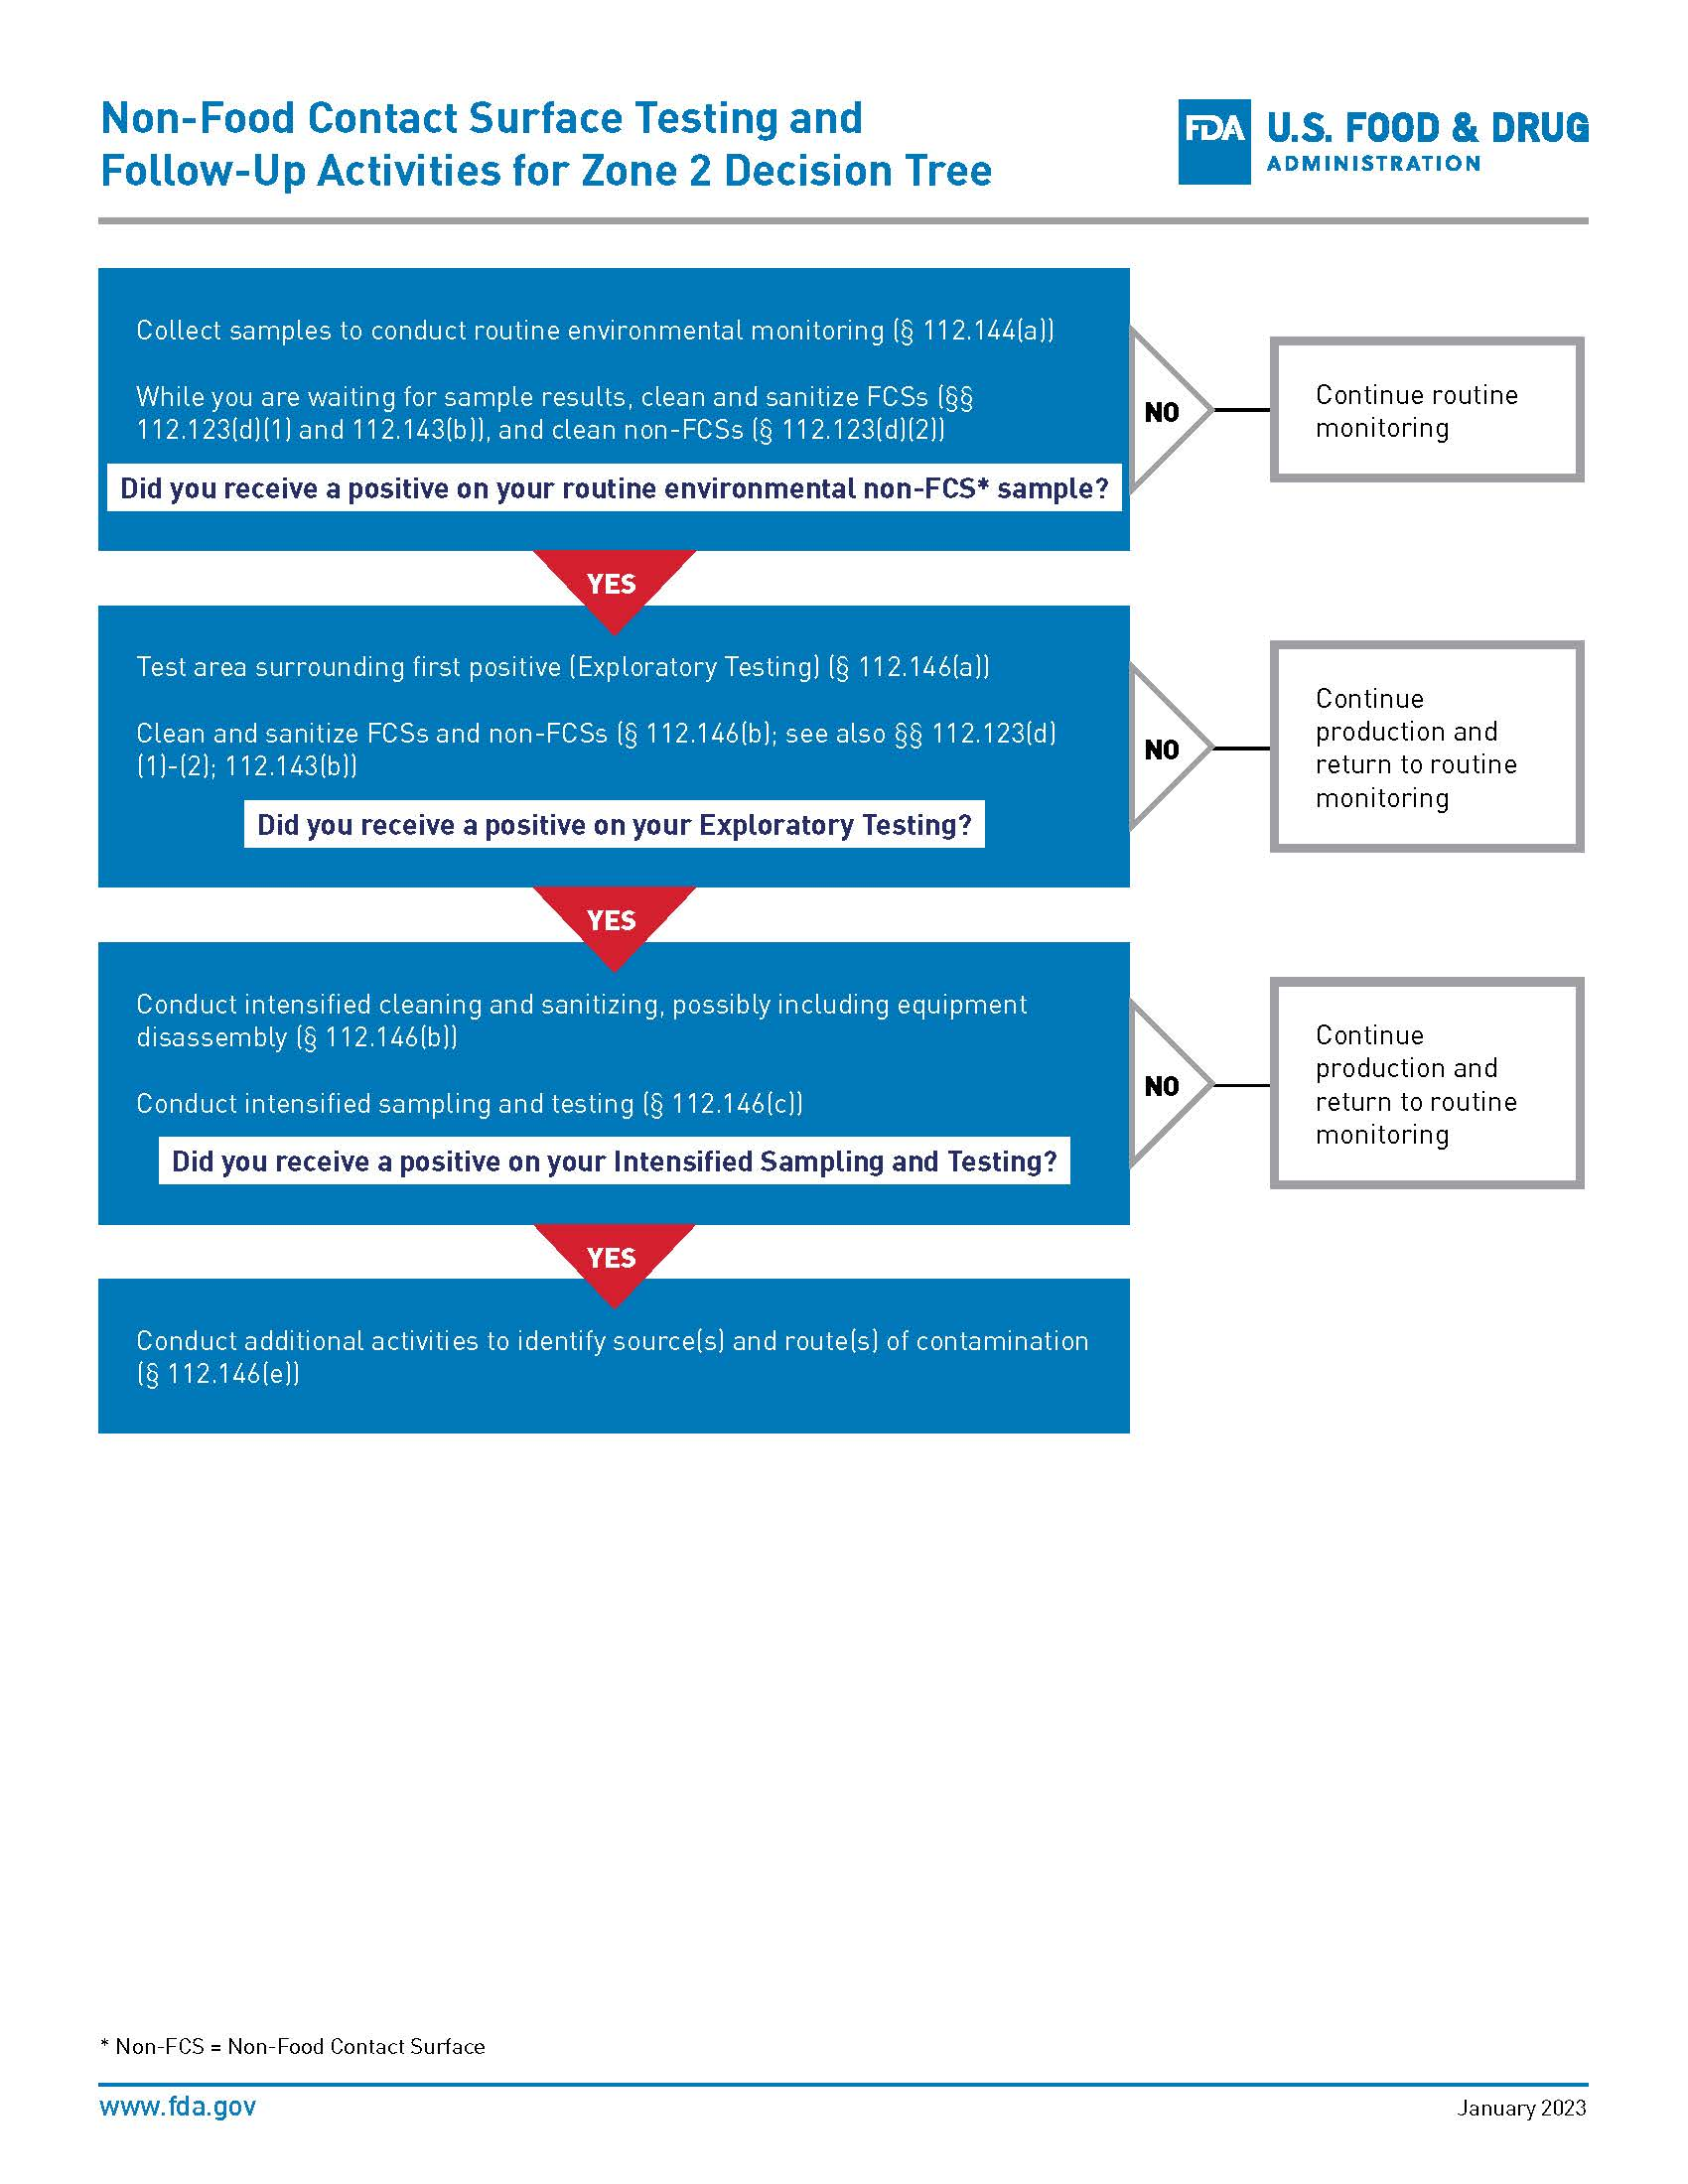 Non-Food Contact Surface Testing and
Follow-Up Activities for Zone 2 Decision Tree
FDA
U.S. FOOD & DRUG
ADMINISTRATION
Collect samples to conduct routine environmental monitoring (§ 112.144(a))
While you are waiting for sample results, clean and sanitize FCSs (§§
112.123(d)(1) and 112.143(b)), and clean non-FCSs (§ 112.123(d)(2))
Did you receive a positive on your routine environmental non-FCS* sample?
NO
Continue routine
monitoring
YES
Test area surrounding first positive (Exploratory Testing) (§ 112.146(a))
Clean and sanitize FCSs and non-FCSs (§ 112.146(b); see also §§ 112.123(d)
(1)-(2); 112.143(b))
Did you receive a positive on your Exploratory Testing?
NO
Continue
production and
return to routine
monitoring
YES
Conduct intensified cleaning and sanitizing, possibly including equipment
disassembly (§ 112.146(b))
Conduct intensified sampling and testing (§ 112.146(c))
Did you receive a positive on your Intensified Sampling and Testing?
NO
Continue
production and
return to routine
monitoring
YES
Conduct additional activities to identify source(s) and route(s) of contamination
(§ 112.146(e))
* Non-FCS = Non-Food Contact Surface
www.fda.gov
January 2023